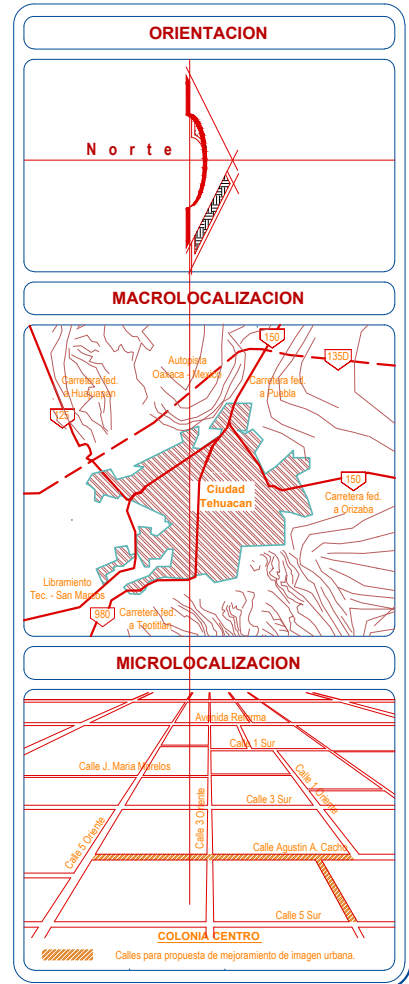 ORIENTACION
Norte
MACROLOCALIZACION
150
135D
Autopista
Oaxaca - Mexico
Carretera fed.
a Huajuapan
Carretera fed.
a Puebla
125
Ciudad
Tehuacan
150
Carretera fed.
a Orizaba
Libramiento
Tec. - San Marcos
980
Carretera fed.
a Teotitlán
MICROLOCALIZACION
Avenida Reforma
Calle 1 Sur
Calle J. Maria Morelos
Calle 1 Oriente
Calle 3 Oriente
Calle 3 Sur
Calle 5 Oriente
Calle Agustin A. Cacho
Calle 5 Sur
COLONIA CENTRO
Calles para propuesta de mejoramiento de imagen urbana.